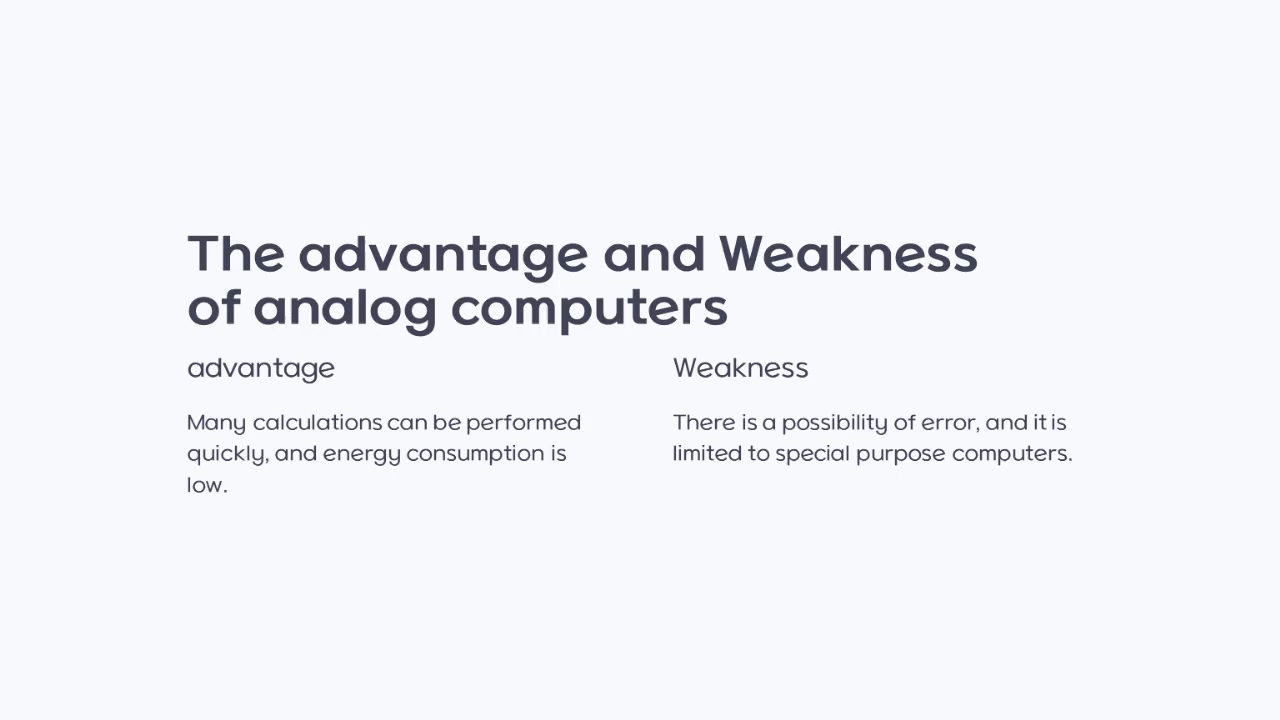 The advantage and Weakness
of analog computers
advantage
Many calculations can be performed
quickly, and energy consumption is
low.
Weakness
There is a possibility of error, and it is
limited to special purpose computers.